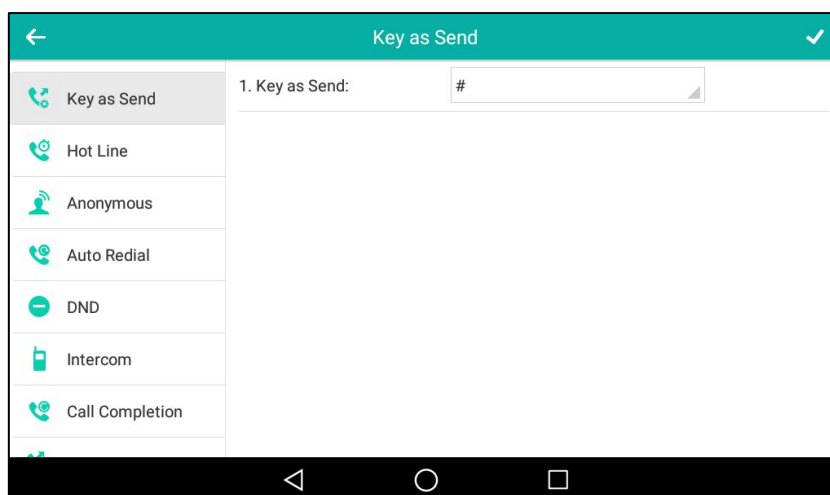 Key as Send
Key as Send
1. Key as Send:
#
Hot Line
Anonymous
Auto Redial
DND
Intercom
Call Completion